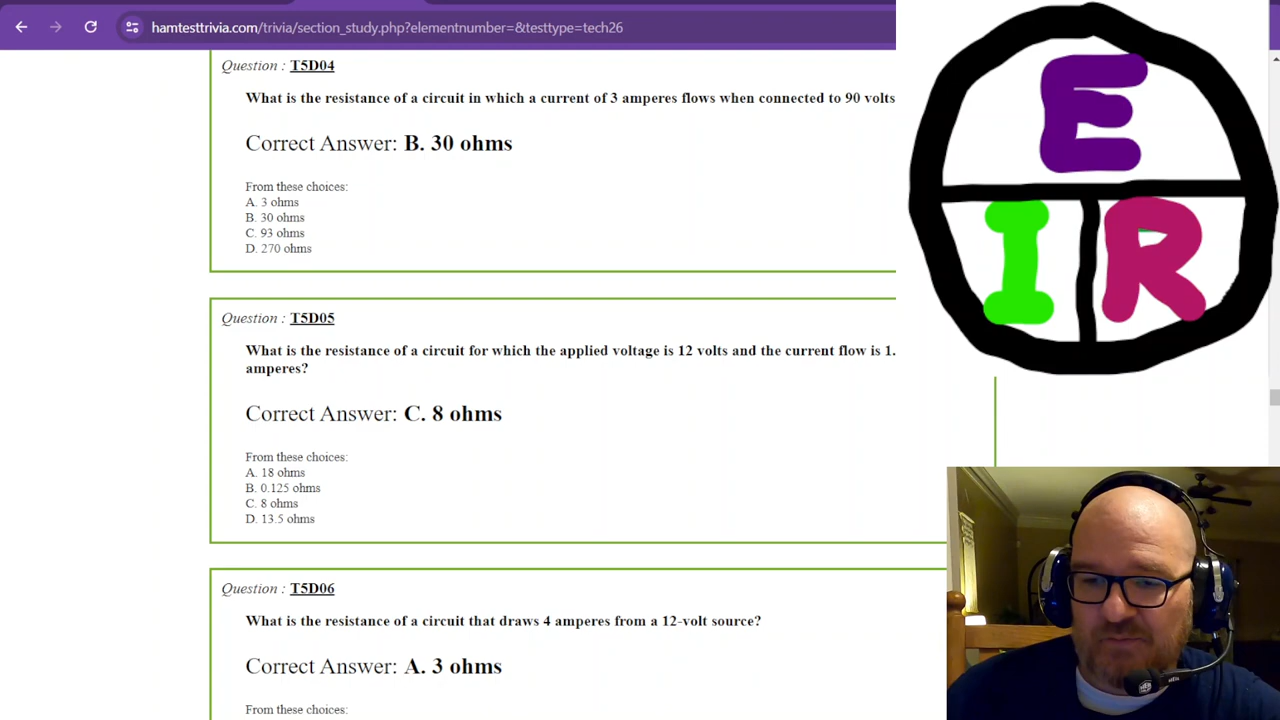 hamtesttrivia.com/trivia/section_study.php?elementnumber=&testtype=tech26
Question : T5D04
What is the resistance of a circuit in which a current of 3 amperes flows when connected to 90 volts
Correct Answer: B. 30 ohms
From these choices:
A. 3 ohms
B. 30 ohms
C. 93 ohms
D. 270 ohms
E
I R
Question : T5D05
What is the resistance of a circuit for which the applied voltage is 12 volts and the current flow is 1.
amperes?
Correct Answer: C. 8 ohms
From these choices:
A. 18 ohms
B. 0.125 ohms
C. 8 ohms
D. 13.5 ohms
Question : T5D06
What is the resistance of a circuit that draws 4 amperes from a 12-volt source?
Correct Answer: A. 3 ohms
From these choices: